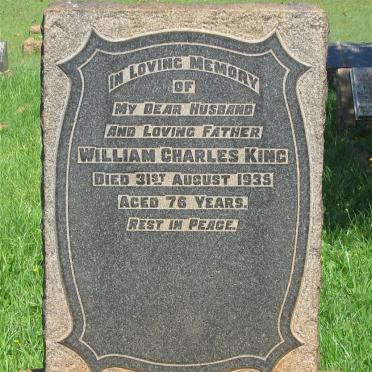 IN LOVING MEMORY
OF
MY DEAR HUSBAND
AND LOVING FATHER
WILLIAM CHARLES KING
DIED 31ST AUGUST 1935
AGED 76 YEARS.
REST IN PEACE.